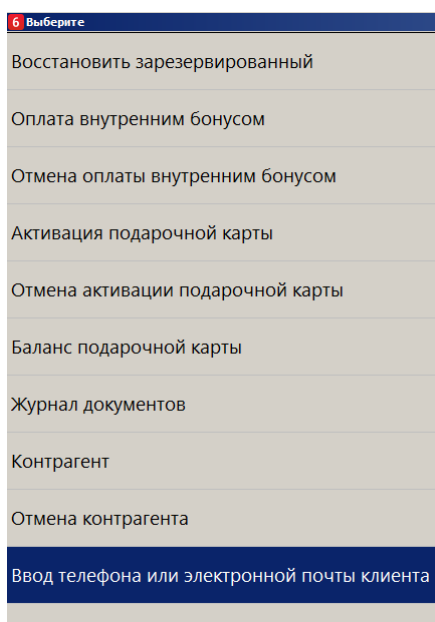 6 Выберите
Восстановить зарезервированный
Оплата внутренним бонусом
Отмена оплаты внутренним бонусом
Активация подарочной карты
Отмена активации подарочной карты
Баланс подарочной карты
Журнал документов
Контрагент
Отмена контрагента
Ввод телефона или электронной почты клиента